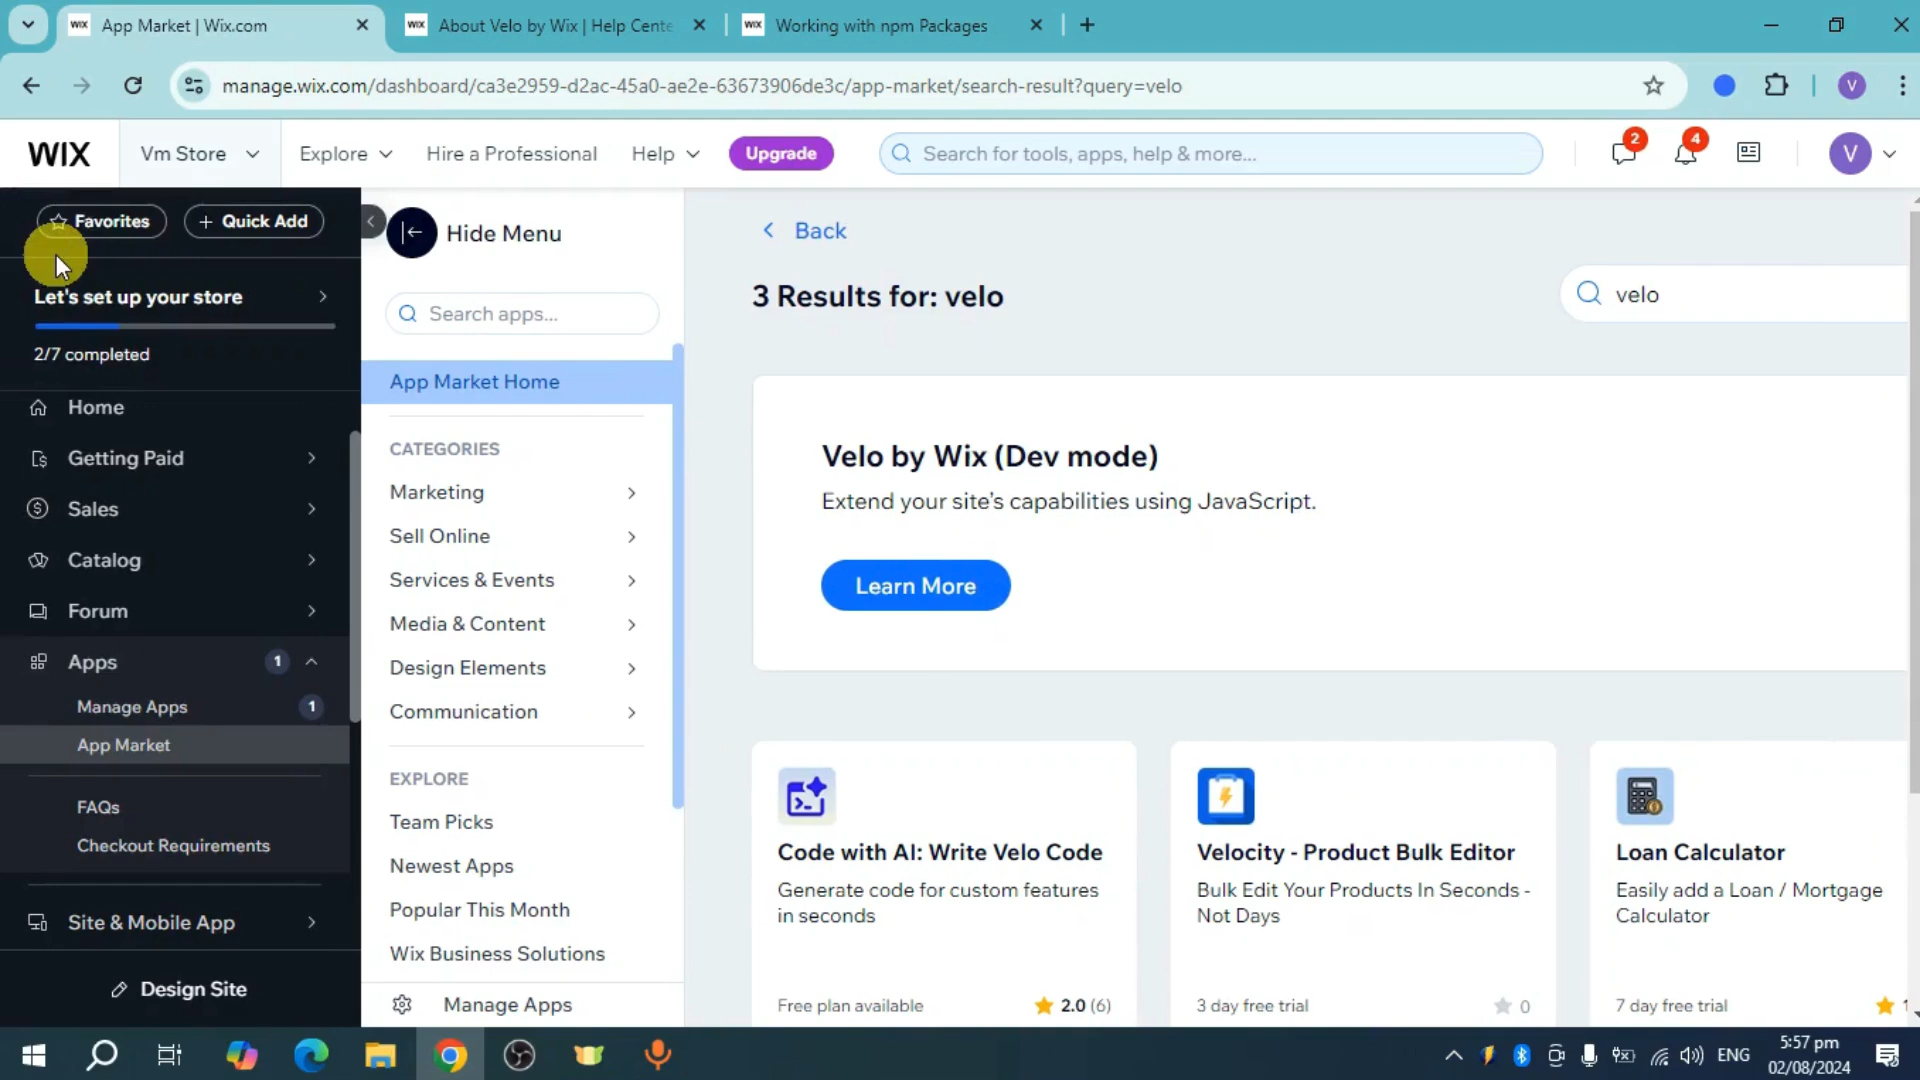 App Market | Wix.com
About Velo by Wix | Help Cente
Working with npm Packages
manage.wix.com/dashboard/ca3e2959-d2ac-45a0-ae2e-63673906de3c/app-market/search-result?query=velo
V
WIX
Vm Store
Explore
Hire a Professional
Help
Upgrade
Search for tools, apps, help & more...
2
4
V
Favorites
+ Quick Add
Let's set up your store
2/7 completed
Home
Getting Paid
Sales
Catalog
Forum
Apps 1
Manage Apps 1
App Market
FAQs
Checkout Requirements
Site & Mobile App
Design Site
Hide Menu
Search apps...
App Market Home
CATEGORIES
Marketing
Sell Online
Services & Events
Media & Content
Design Elements
Communication
EXPLORE
Team Picks
Newest Apps
Popular This Month
Wix Business Solutions
Manage Apps
Back
3 Results for: velo
velo
Velo by Wix (Dev mode)
Extend your site's capabilities using JavaScript.
Learn More
Code with AI: Write Velo Code
Generate code for custom features
in seconds
Free plan available 2.0 (6)
Velocity - Product Bulk Editor
Bulk Edit Your Products In Seconds -
Not Days
3 day free trial 0
Loan Calculator
Easily add a Loan / Mortgage
Calculator
7 day free trial 1
ENG
5:57 pm
02/08/2024